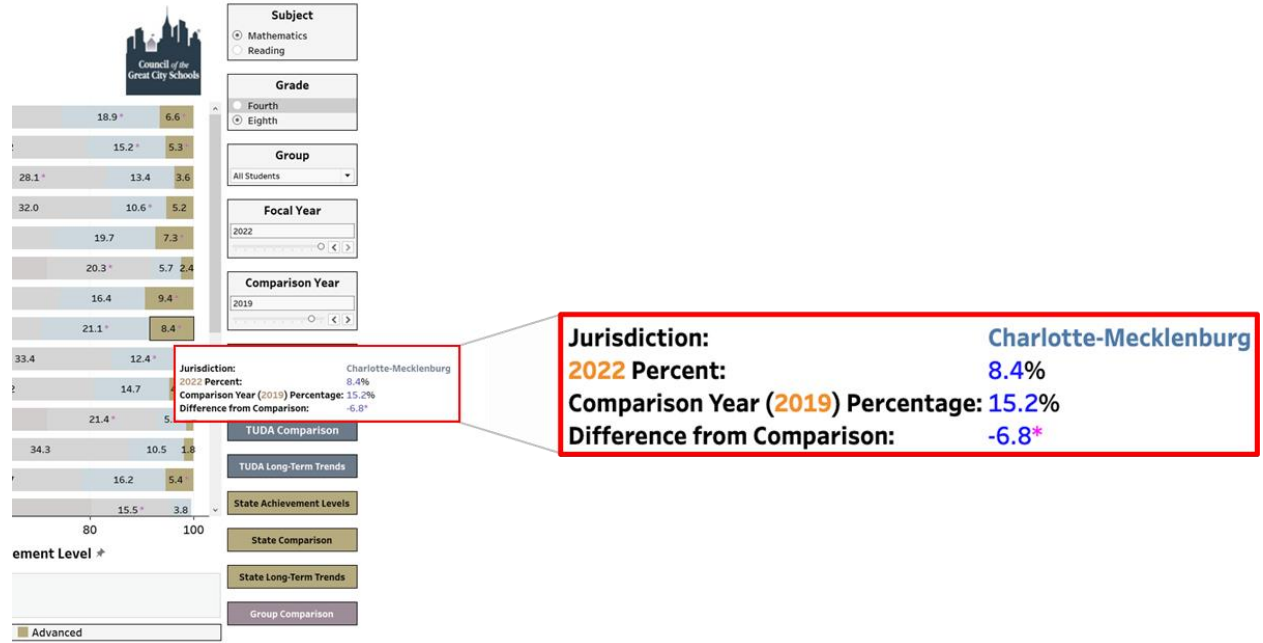 Council of the
Great City Schools
Subject
Mathematics
Reading
Grade
Fourth
Eighth
Group
All Students
Focal Year
2022
Comparison Year
2019
18.9* 6.6*
15.2* 5.3*
28.1* 13.4 3.6
32.0 10.6* 5.2
19.7 7.3*
20.3* 5.7 2.4
16.4 9.4*
21.1* 8.4*
33.4 12.4*
14.7
21.4* 5.
34.3 10.5 1.8
16.2 5.4*
15.5* 3.8
80 100
ement Level
Advanced
Jurisdiction: Charlotte-Mecklenburg
2022 Percent: 8.4%
Comparison Year (2019) Percentage: 15.2%
Difference from Comparison: -6.8*
TUDA Comparison
TUDA Long-Term Trends
State Achievement Levels
State Comparison
State Long-Term Trends
Group Comparison
Jurisdiction: Charlotte-Mecklenburg
2022 Percent: 8.4%
Comparison Year (2019) Percentage: 15.2%
Difference from Comparison: -6.8*